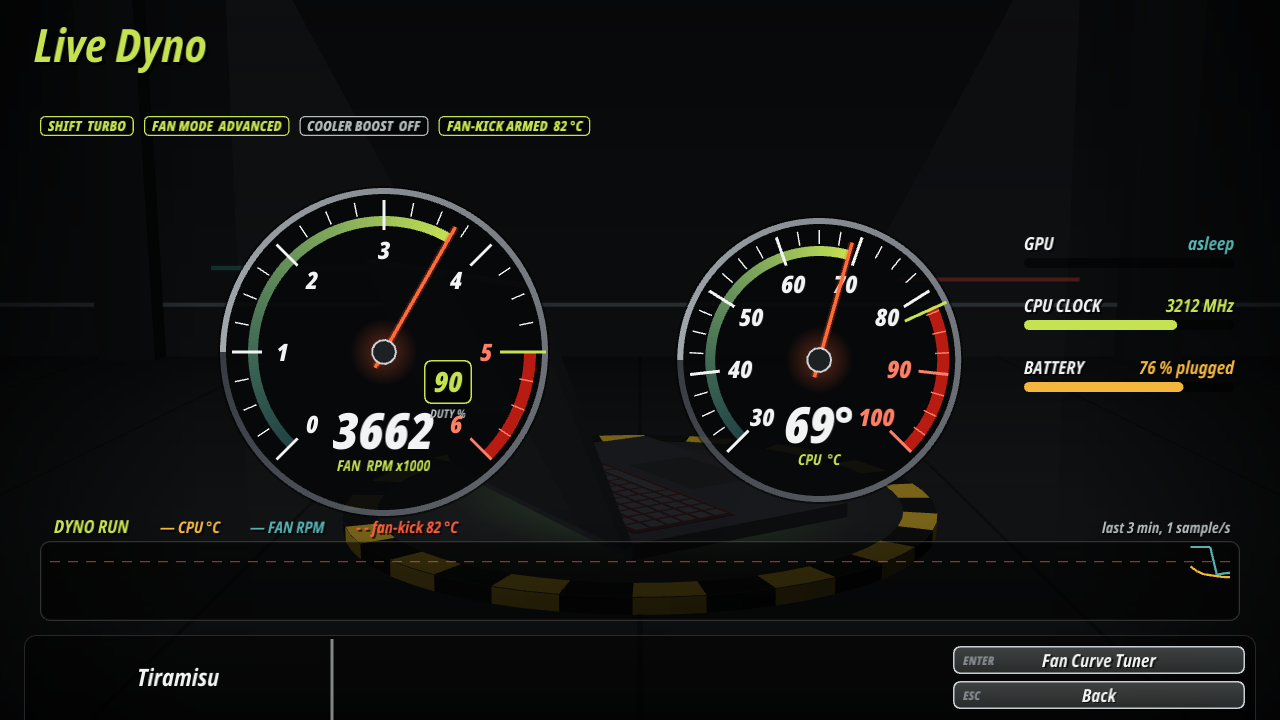 Live Dyno
SHIFT TURBO
FAN MODE ADVANCED
COOLER BOOST OFF
FAN-KICK ARMED 82°C
0
1
2
3
4
5
6
90
DUTY %
3662
FAN RPM x1000
30
40
50
60
70
80
90
100
69°
CPU °C
GPU asleep
CPU CLOCK 3212 MHz
BATTERY 76 % plugged
DYNO RUN — CPU °C — FAN RPM - - fan-kick 82 °C last 3 min, 1 sample/s
Tiramisu
ENTER Fan Curve Tuner
ESC Back